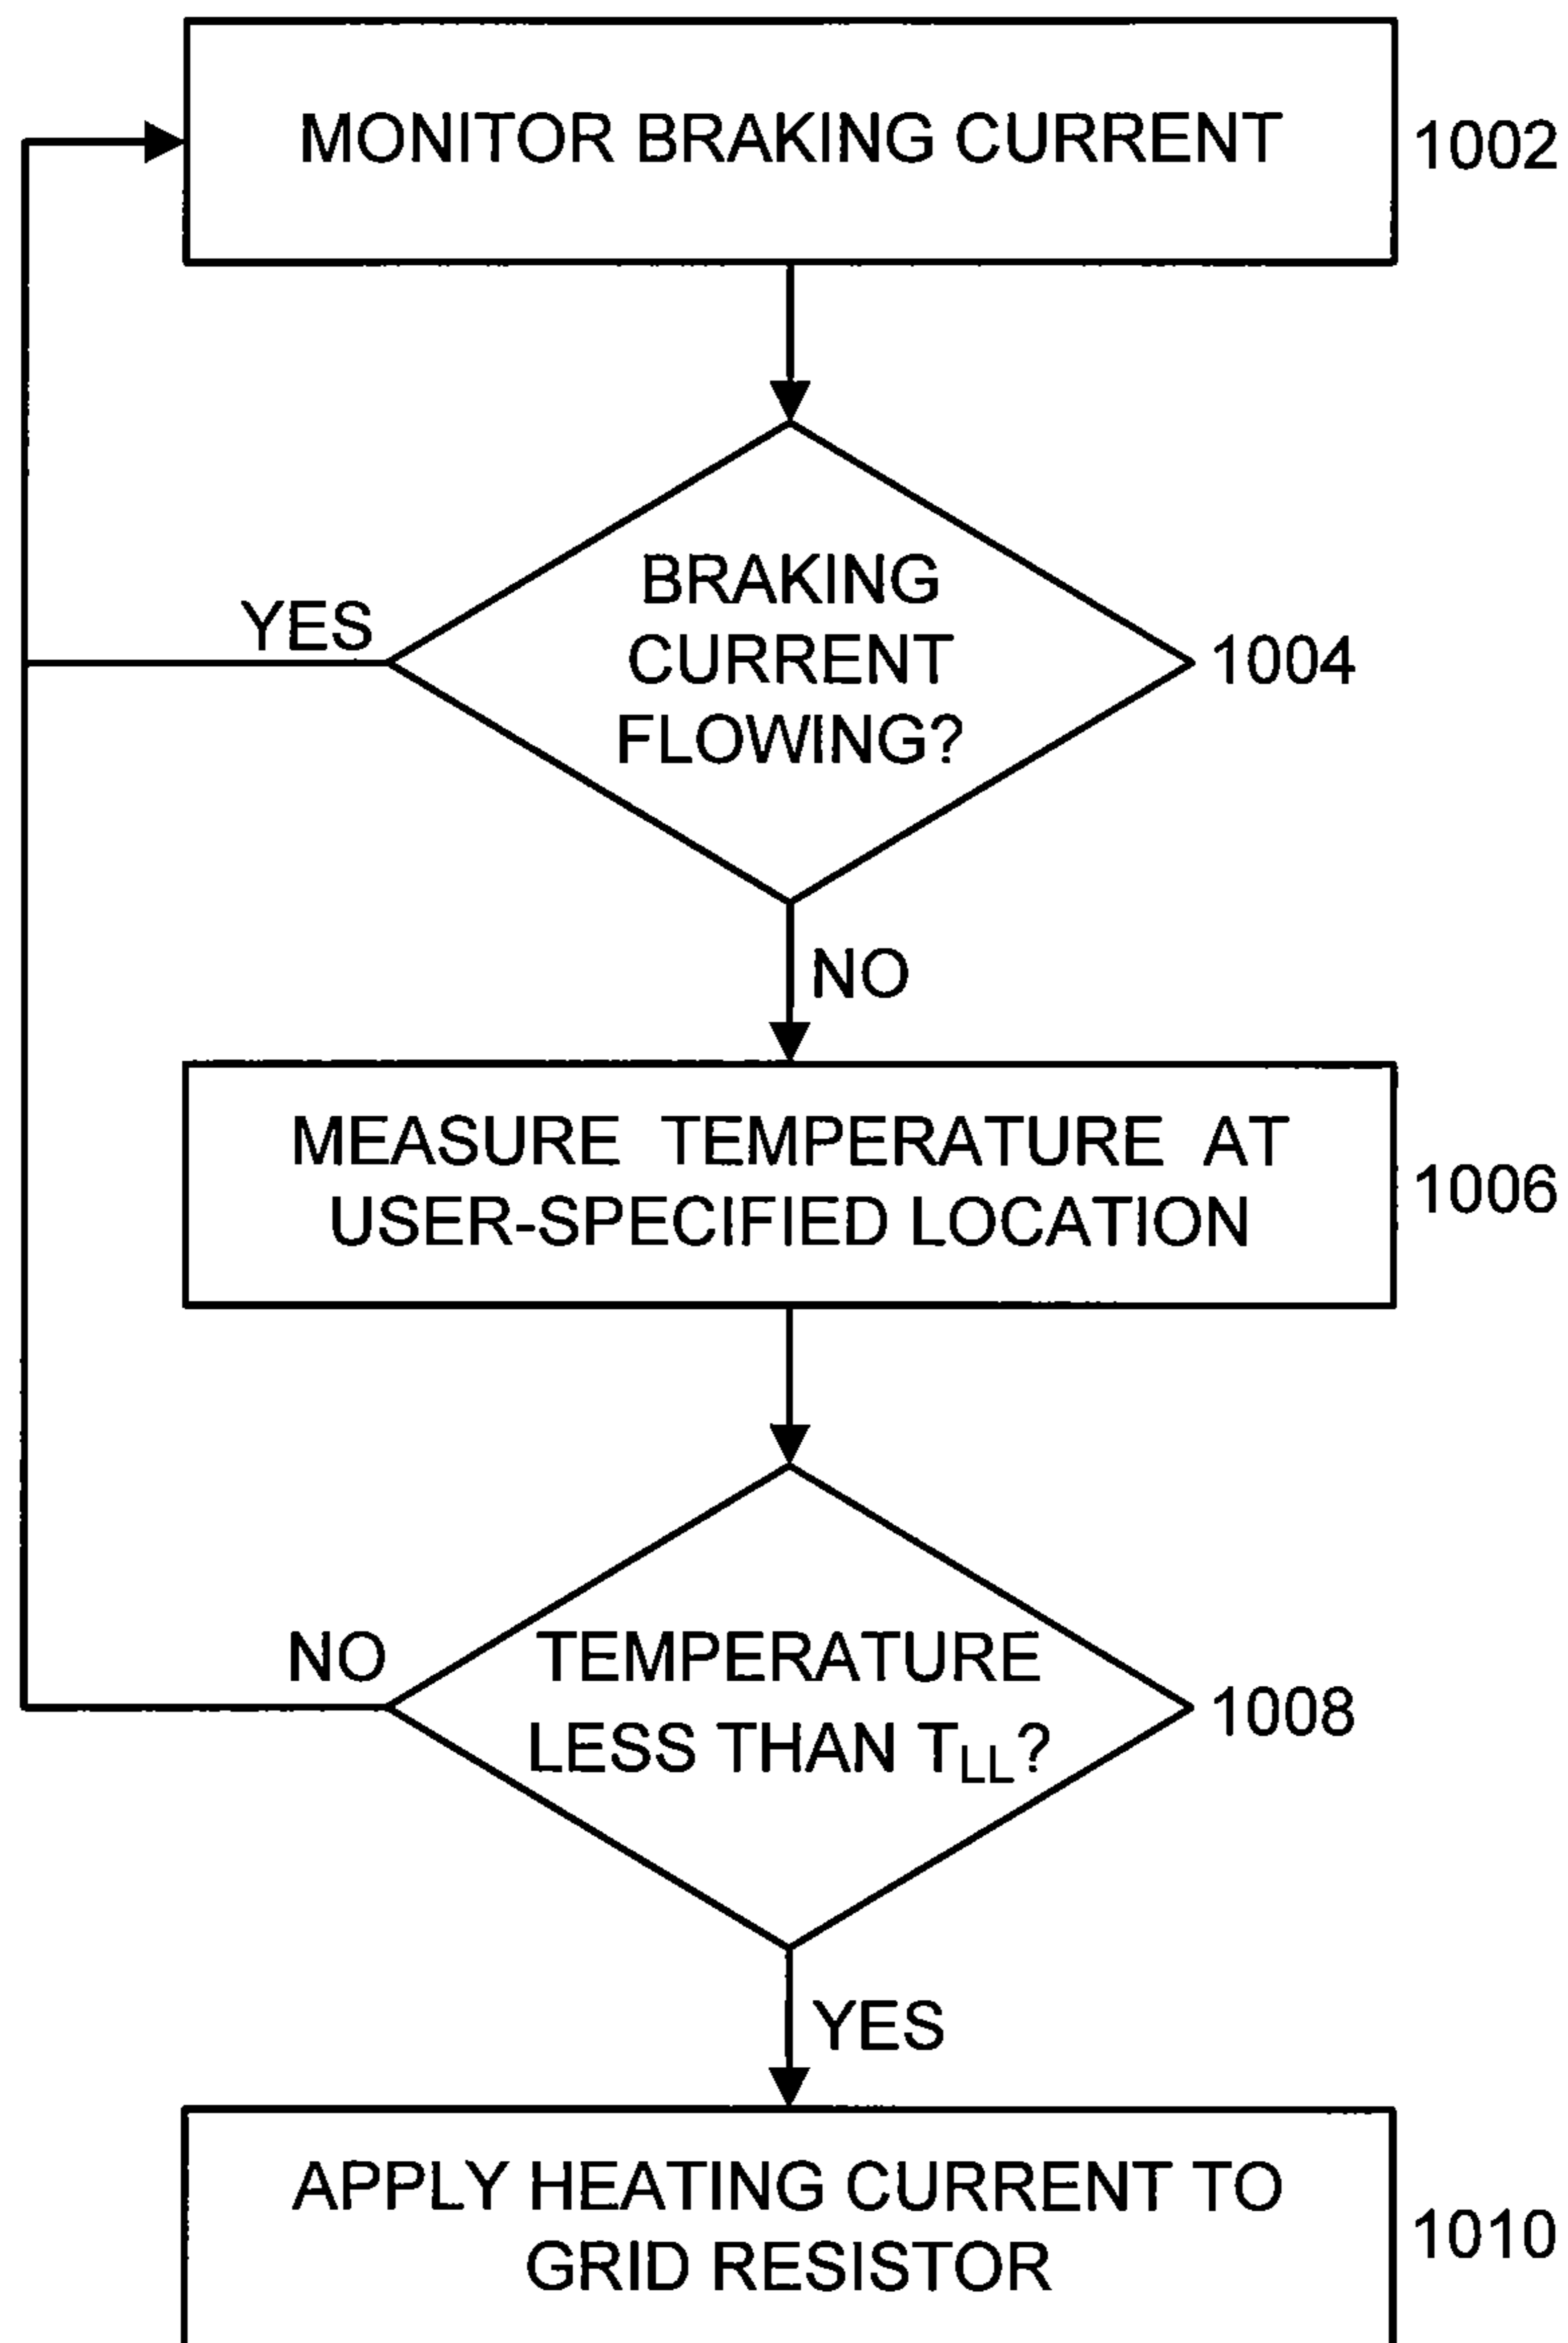 MONITOR BRAKING CURRENT
1002
BRAKING
CURRENT
FLOWING?
1004
YES
NO
MEASURE TEMPERATURE AT
USER-SPECIFIED LOCATION
1006
TEMPERATURE
LESS THAN T_LL?
1008
NO
YES
APPLY HEATING CURRENT TO
GRID RESISTOR
1010